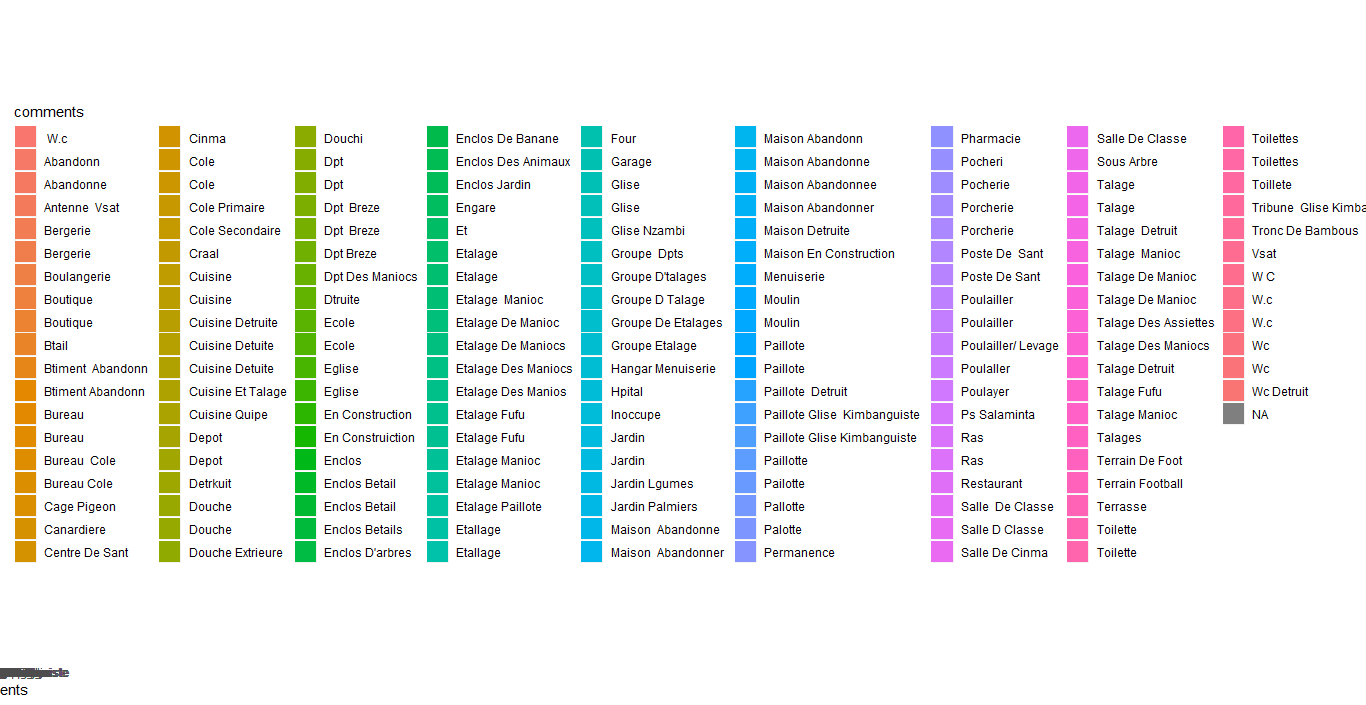 comments
W.c
Abandonn
Abandonne
Antenne  Vsat
Bergerie
Bergerie
Boulangerie
Boutique
Boutique
Btail
Btiment  Abandonn
Btiment Abandonn
Bureau
Bureau
Bureau  Cole
Bureau Cole
Cage Pigeon
Canardiere
Centre De Sant
Cinma
Cole
Cole
Cole Primaire
Cole Secondaire
Craal
Cuisine
Cuisine
Cuisine Detruite
Cuisine Detuite
Cuisine Detuite
Cuisine Et Talage
Cuisine Quipe
Depot
Depot
Detrkuit
Douche
Douche
Douche Extrieure
Douchi
Dpt
Dpt
Dpt  Breze
Dpt  Breze
Dpt Breze
Dpt Des Maniocs
Dtruite
Ecole
Ecole
Eglise
Eglise
En Construction
En Construiction
Enclos
Enclos Betail
Enclos Betail
Enclos Betails
Enclos D'arbres
Enclos De Banane
Enclos Des Animaux
Enclos Jardin
Engare
Et
Etalage
Etalage
Etalage  Manioc
Etalage De Manioc
Etalage De Maniocs
Etalage Des Maniocs
Etalage Des Manios
Etalage Fufu
Etalage Fufu
Etalage Manioc
Etalage Manioc
Etalage Paillote
Etallage
Etallage
Four
Garage
Glise
Glise
Glise Nzambi
Groupe  Dpts
Groupe D'talages
Groupe D Talage
Groupe De Etalages
Groupe Etalage
Hangar Menuiserie
Hpital
Inoccupe
Jardin
Jardin
Jardin Lgumes
Jardin Palmiers
Maison  Abandonne
Maison  Abandonner
Maison Abandonn
Maison Abandonne
Maison Abandonnee
Maison Abandonner
Maison Detruite
Maison En Construction
Menuiserie
Moulin
Moulin
Paillote
Paillote
Paillote  Detruit
Paillote Glise  Kimbanguiste
Paillote Glise Kimbanguiste
Paillotte
Pailotte
Pallotte
Palotte
Permanence
Pharmacie
Pocheri
Pocherie
Porcherie
Porcherie
Poste De  Sant
Poste De Sant
Poulailler
Poulailler
Poulailler/ Levage
Poulaller
Poulayer
Ps Salaminta
Ras
Ras
Restaurant
Salle  De Classe
Salle D Classe
Salle De Cinma
Salle De Classe
Sous Arbre
Talage
Talage
Talage  Detruit
Talage  Manioc
Talage De Manioc
Talage De Manioc
Talage Des Assiettes
Talage Des Maniocs
Talage Detruit
Talage Fufu
Talage Manioc
Talages
Terrain De Foot
Terrain Football
Terrasse
Toilette
Toilette
Toilettes
Toilettes
Toillete
Tribune  Glise Kimba
Tronc De Bambous
Vsat
W C
W.c
W.c
Wc
Wc
Wc Detruit
NA
ents